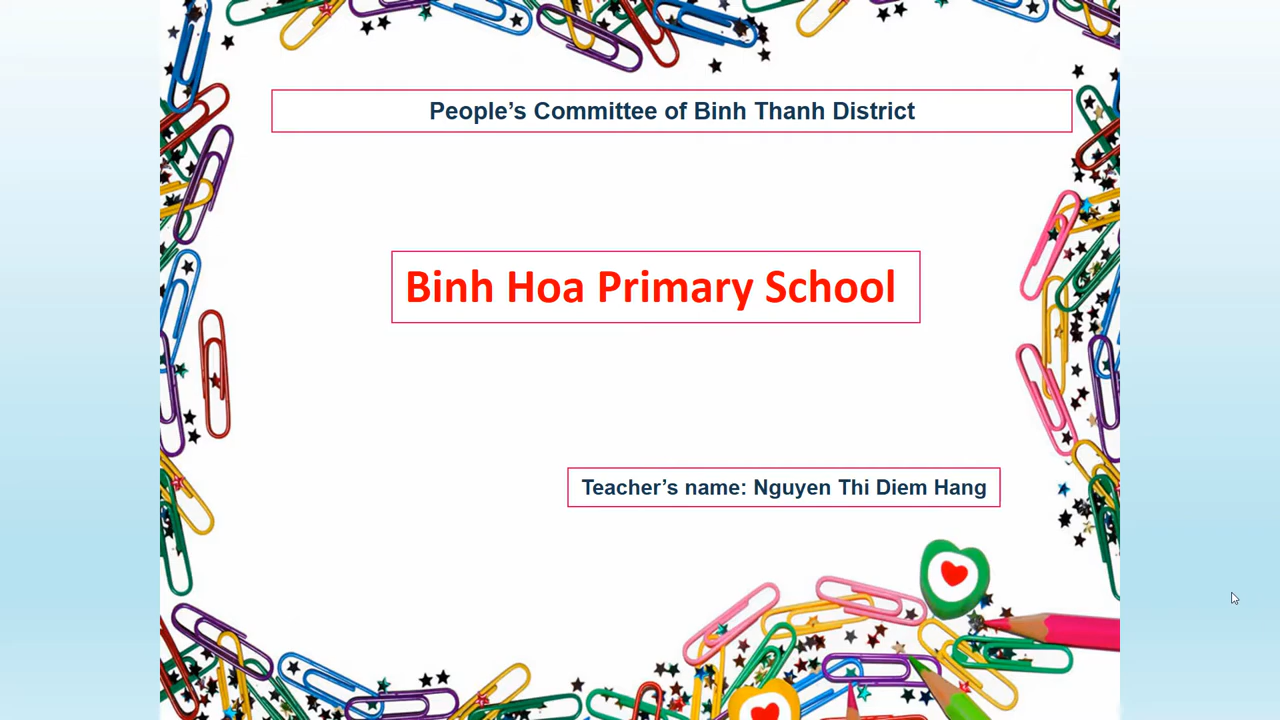 People’s Committee of Binh Thanh District
Binh Hoa Primary School
Teacher’s name: Nguyen Thi Diem Hang